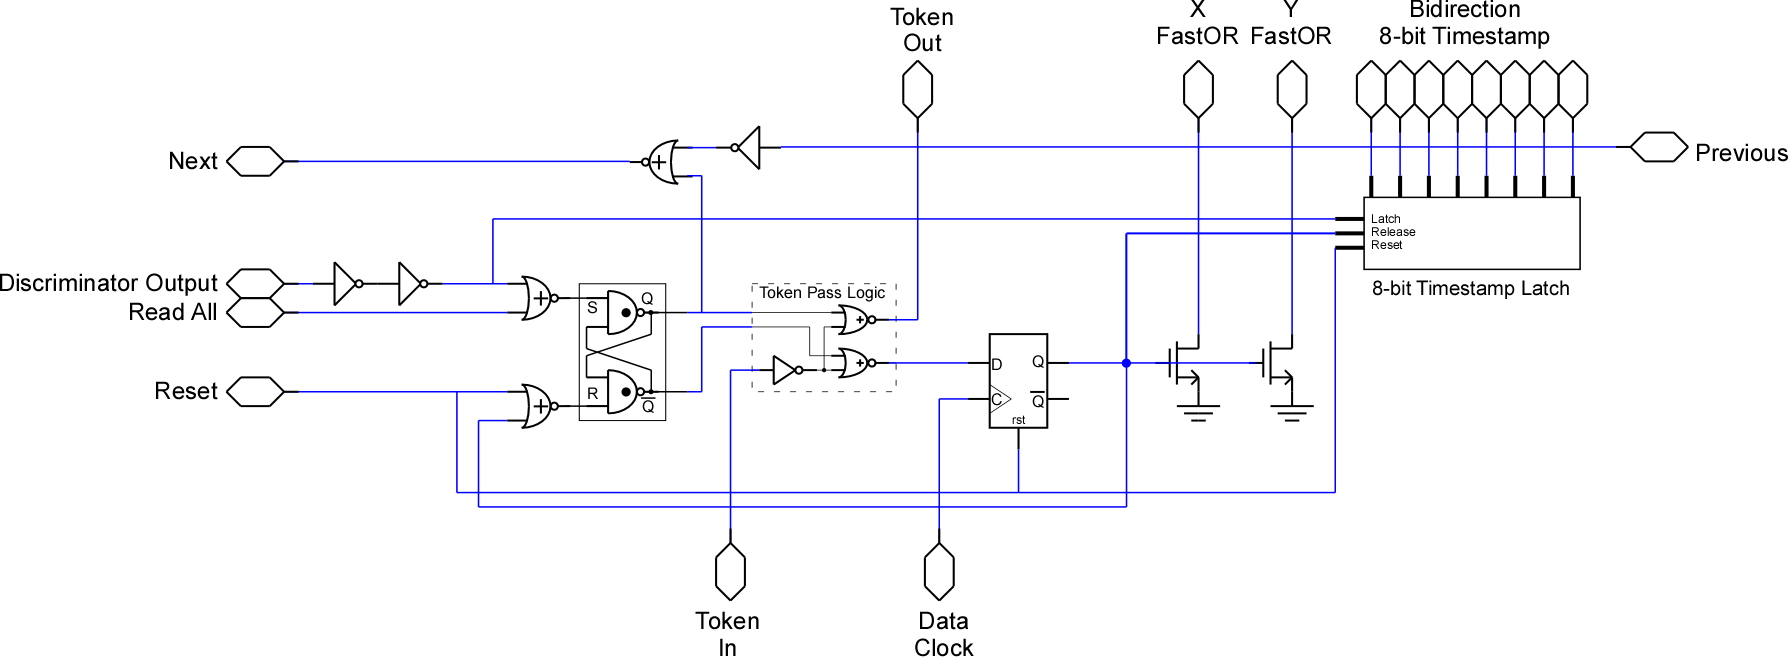 Token
Out
X
FastOR
Y
FastOR
Bidirection
8-bit Timestamp
Next
Previous
Latch
Release
Reset
8-bit Timestamp Latch
Discriminator Output
Read All
S
Q
R
Q
Token Pass Logic
Reset
D
Q
C
Q
rst
Token
In
Data
Clock